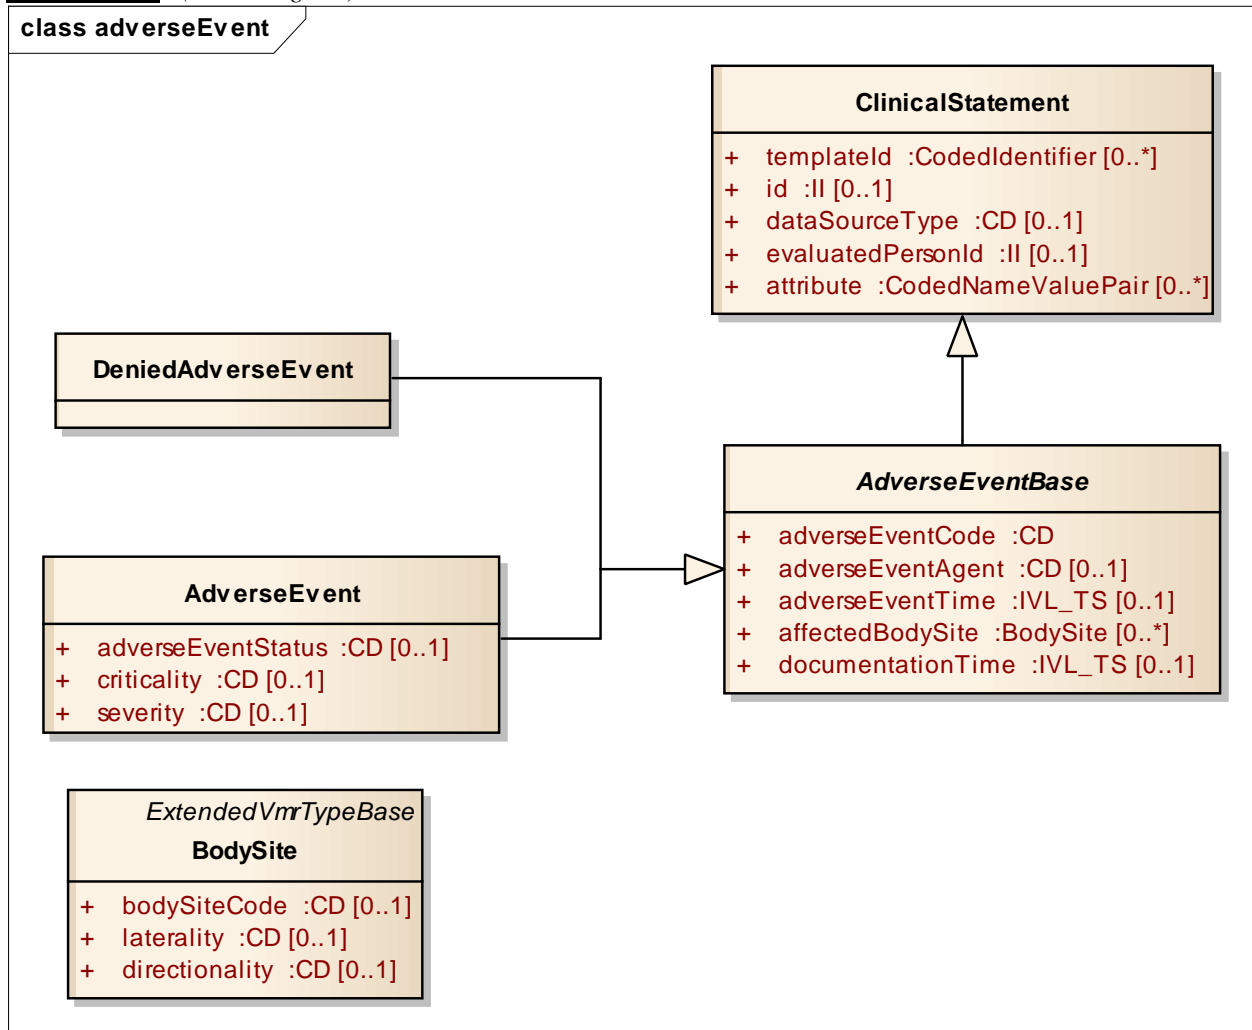 class adverseEvent
ClinicalStatement
+ templateId :CodedIdentifier [0..*]
+ id :II [0..1]
+ dataSourceType :CD [0..1]
+ evaluatedPersonId :II [0..1]
+ attribute :CodedNameValuePair [0..*]
DeniedAdverseEvent
AdverseEventBase
+ adverseEventCode :CD
+ adverseEventAgent :CD [0..1]
+ adverseEventTime :IVL_TS [0..1]
+ affectedBodySite :BodySite [0..*]
+ documentationTime :IVL_TS [0..1]
AdverseEvent
+ adverseEventStatus :CD [0..1]
+ criticality :CD [0..1]
+ severity :CD [0..1]
ExtendedVmrTypeBase
BodySite
+ bodySiteCode :CD [0..1]
+ laterality :CD [0..1]
+ directionality :CD [0..1]